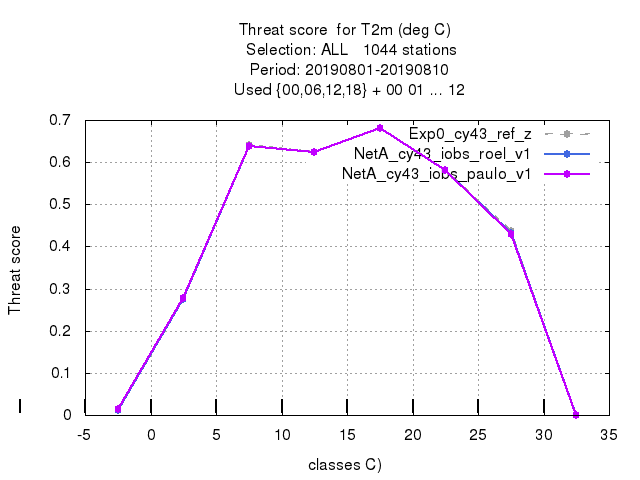 Threat score for T2m (deg C)
Selection: ALL 1044 stations
Period: 20190801-20190810
Used {00,06,12,18} + 00 01 ... 12
0.7
0.6
0.5
0.4
0.3
0.2
0.1
0
Threat score
Exp0_cy43_ref_z
NetA_cy43_iobs_roel_v1
NetA_cy43_iobs_paulo_v1
-5 0 5 10 15 20 25 30 35
classes C)